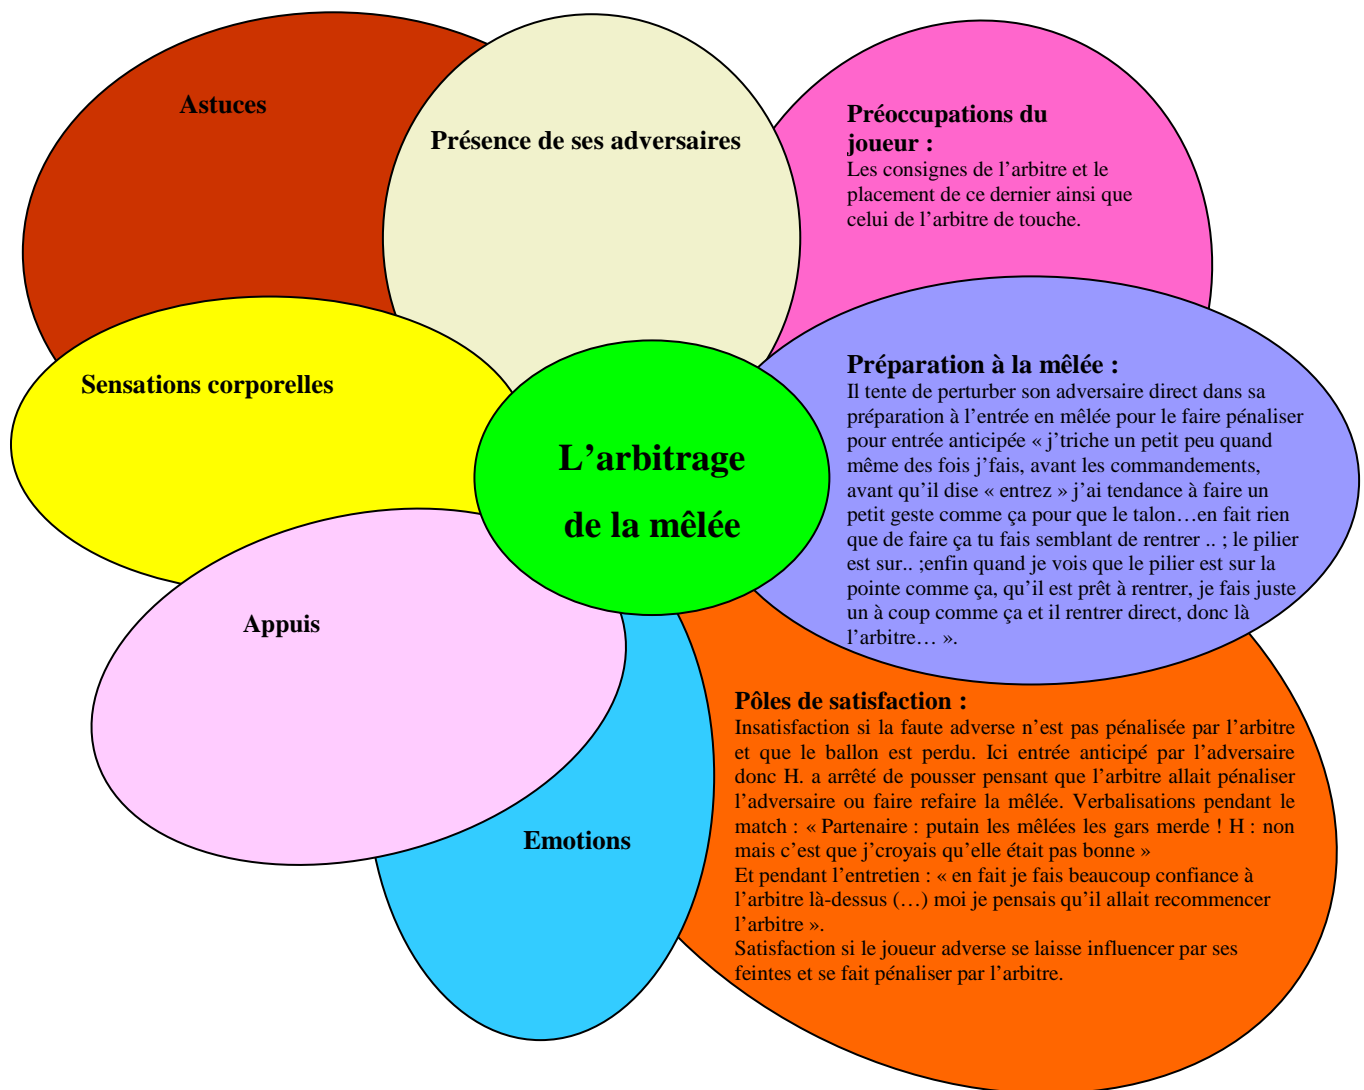 Astuces
Présence de ses adversaires
Préoccupations du
joueur :
Les consignes de l’arbitre et le
placement de ce dernier ainsi que
celui de l’arbitre de touche.
Sensations corporelles
L’arbitrage
de la mêlée
Préparation à la mêlée :
Il tente de perturber son adversaire direct dans sa
préparation à l’entrée en mêlée pour le faire pénaliser
pour entrée anticipée « j’triche un petit peu quand
même des fois j’fais, avant les commandements,
avant qu’il dise « entrez » j’ai tendance à faire un
petit geste comme ça pour que le talon…en fait rien
que de faire ça tu fais semblant de rentrer .. ; le pilier
est sur.. ;enfin quand je vois que le pilier est sur la
pointe comme ça, qu’il est prêt à rentrer, je fais juste
un à coup comme ça et il rentrer direct, donc là
l’arbitre… ».
Appuis
Emotions
Pôles de satisfaction :
Insatisfaction si la faute adverse n’est pas pénalisée par l’arbitre
et que le ballon est perdu. Ici entrée anticipé par l’adversaire
donc H. a arrêté de pousser pensant que l’arbitre allait pénaliser
l’adversaire ou faire refaire la mêlée. Verbalisations pendant le
match : « Partenaire : putain les mêlées les gars merde ! H : non
mais c’est que j’croyais qu’elle était pas bonne »
Et pendant l’entretien : « en fait je fais beaucoup confiance à
l’arbitre là-dessus (…) moi je pensais qu’il allait recommencer
l’arbitre ».
Satisfaction si le joueur adverse se laisse influencer par ses
feintes et se fait pénaliser par l’arbitre.